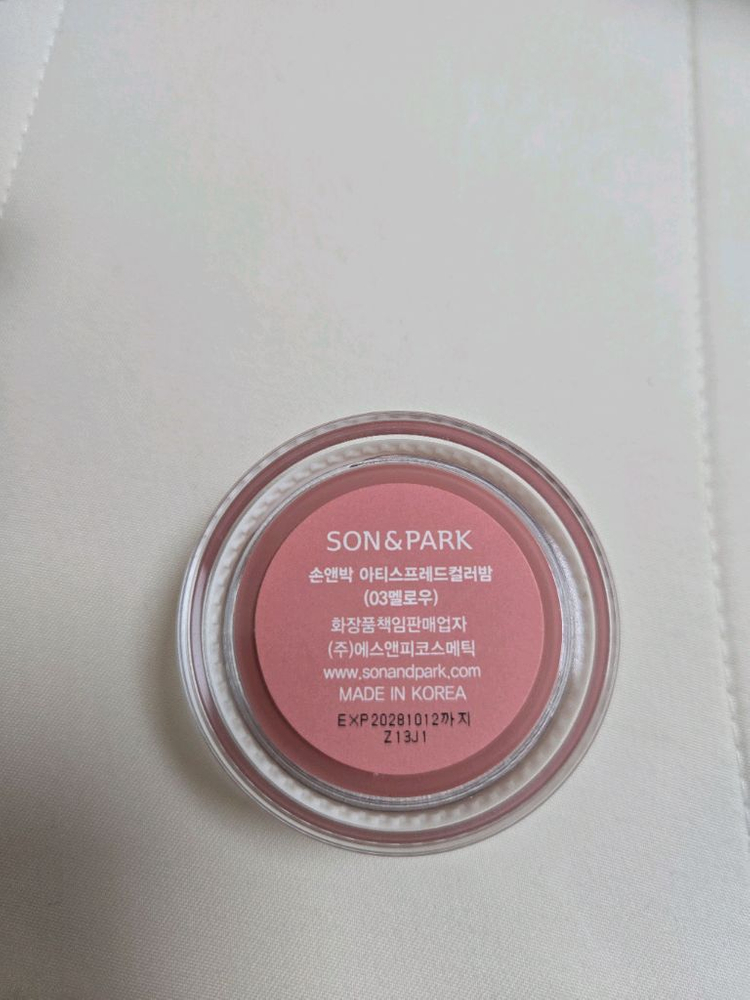 SON&PARK
손앤박 아티스프레드컬러밤
(03멜로우)
화장품책임판매업자
(주)에스앤피코스메틱
www.sonandpark.com
MADE IN KOREA
EXP20281012까지
Z13J1